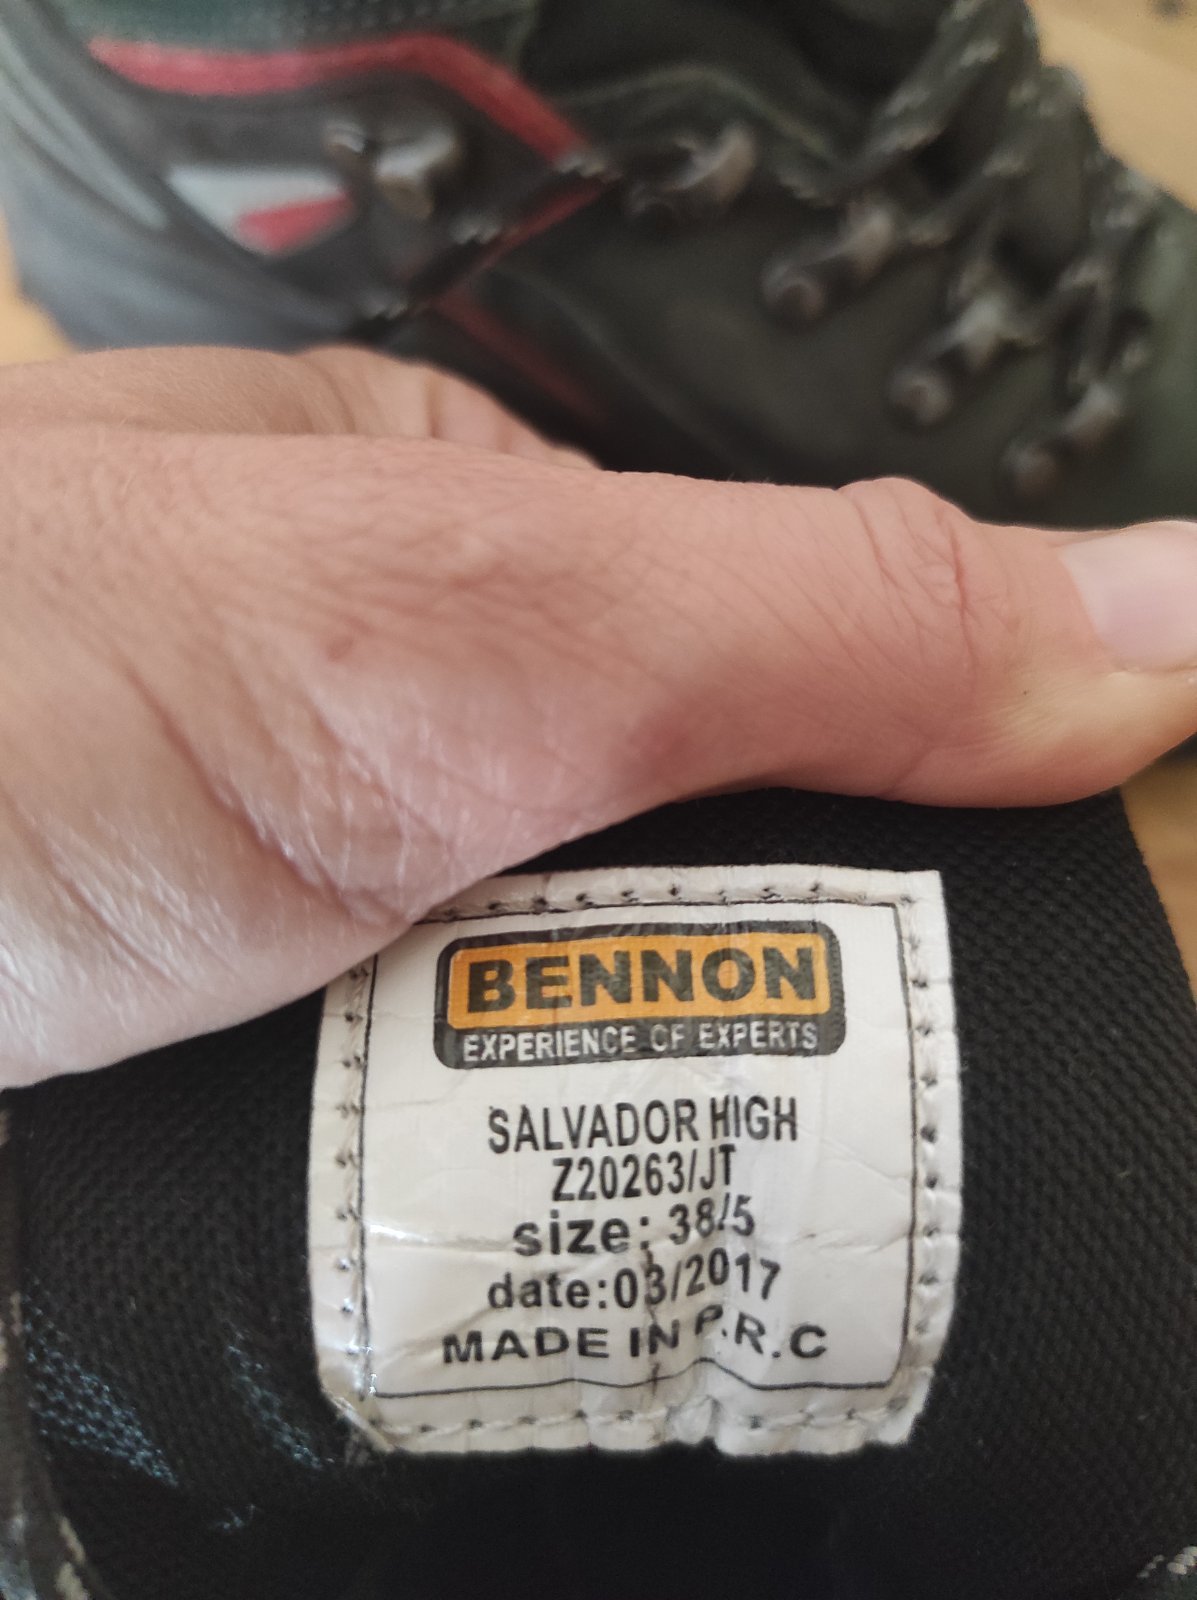 BENNON
EXPERIENCE OF EXPERTS
SALVADOR HIGH
Z20263/JT
size: 38/5
date:03/2017
MADE IN P.R.C